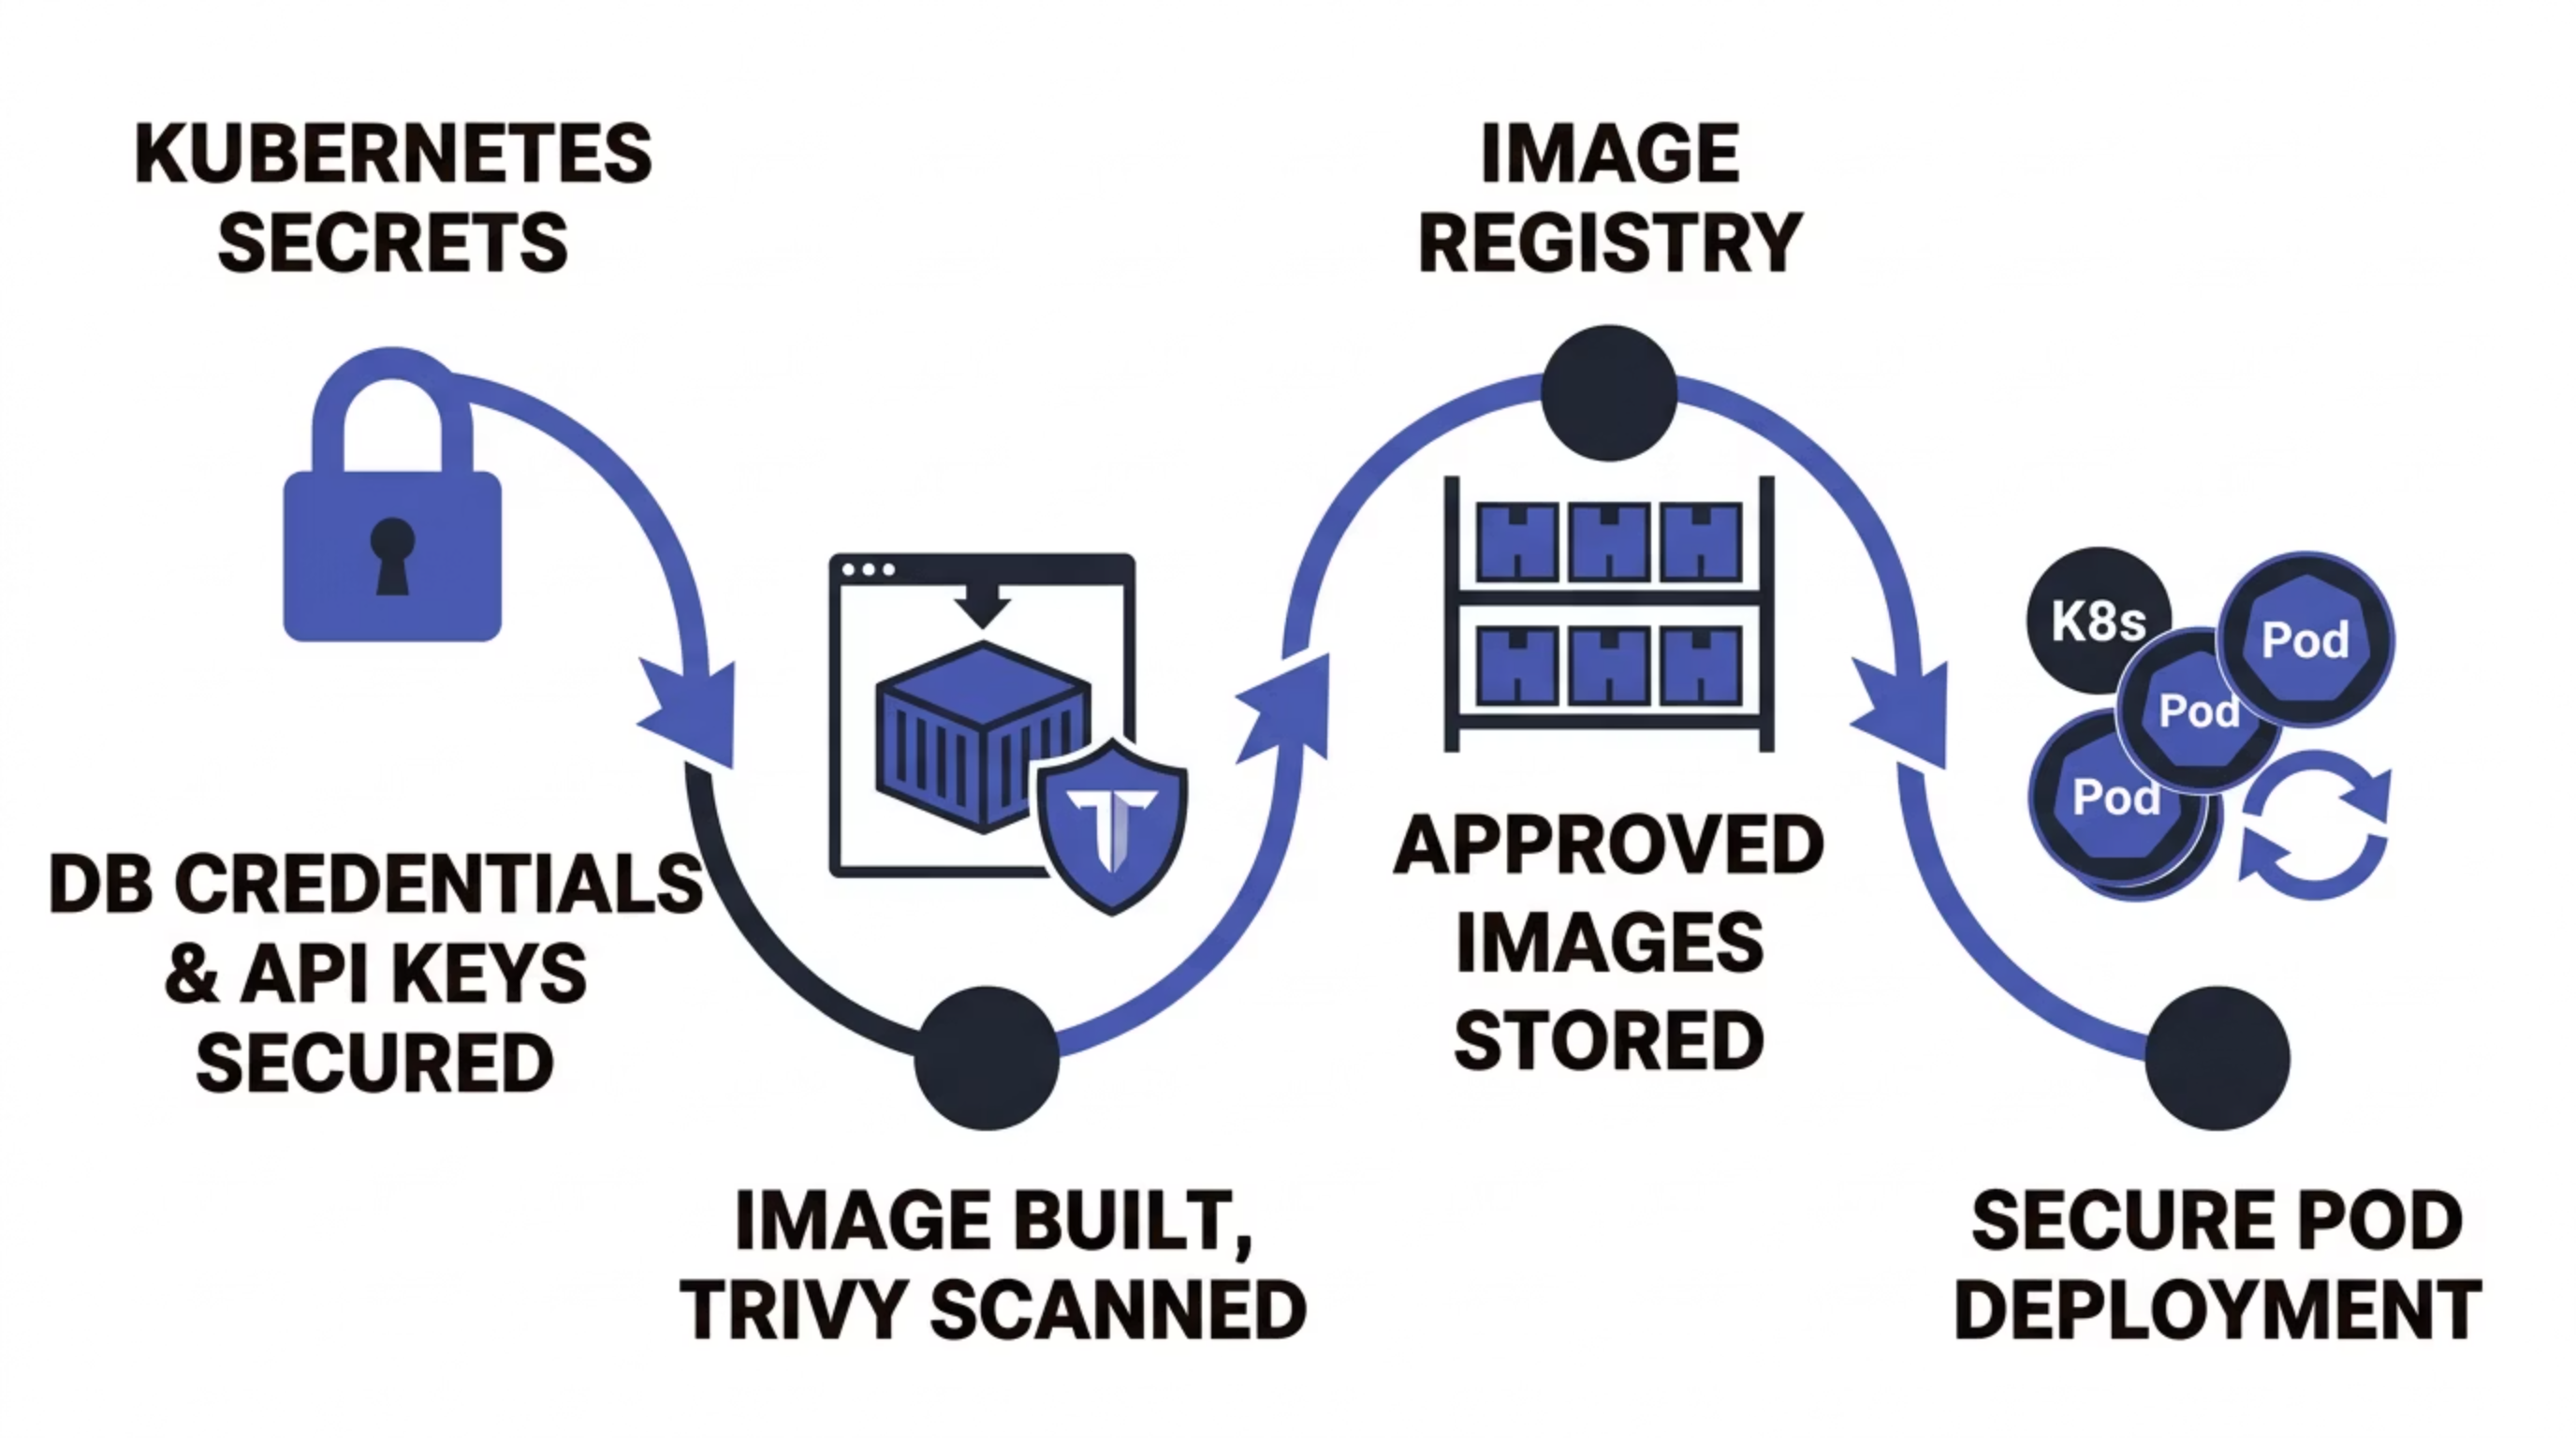 KUBERNETES
SECRETS
DB CREDENTIALS
& API KEYS
SECURED
IMAGE BUILT,
TRIVY SCANNED
IMAGE
REGISTRY
APPROVED
IMAGES
STORED
K8s
Pod
Pod
Pod
SECURE POD
DEPLOYMENT